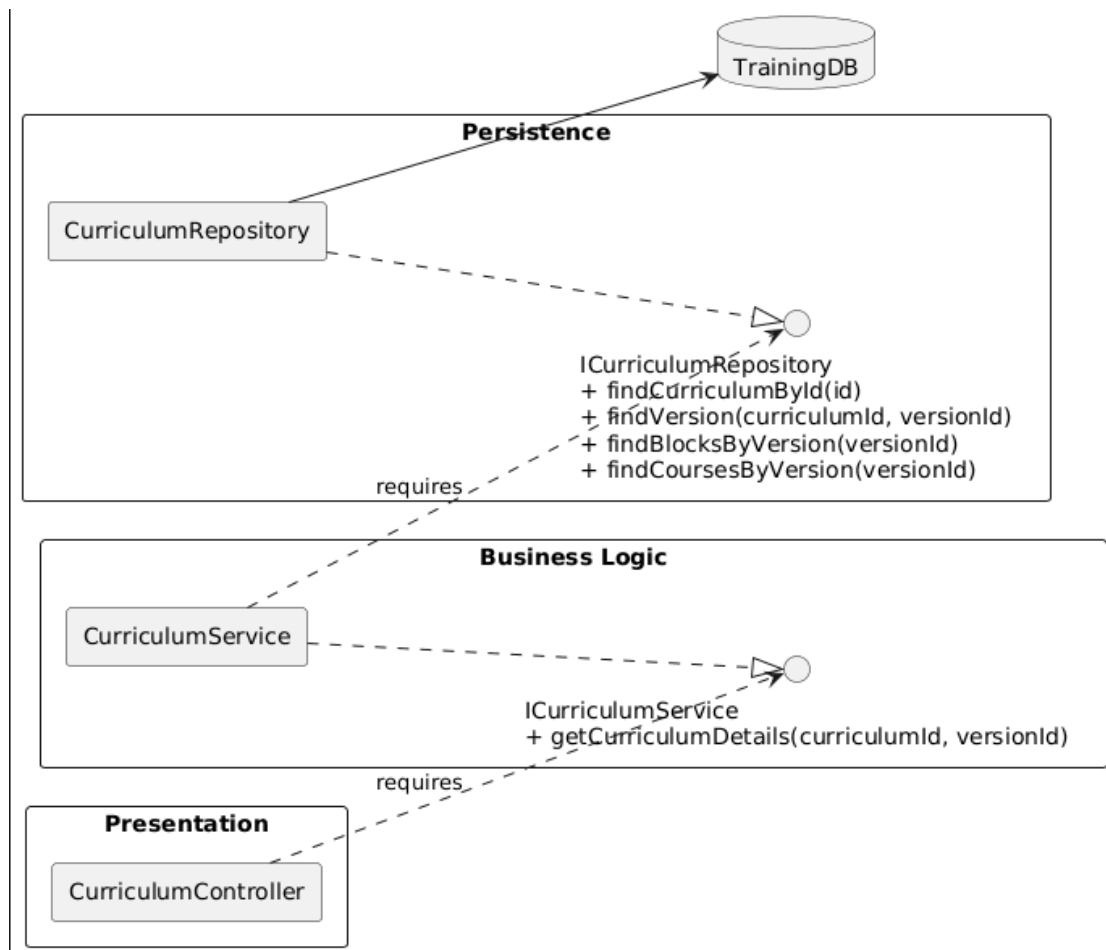 TrainingDB
Persistence
CurriculumRepository
ICurriculumRepository
+ findCurriculumById(id)
+ findVersion(curriculumId, versionId)
+ findBlocksByVersion(versionId)
+ findCoursesByVersion(versionId)
requires
Business Logic
CurriculumService
ICurriculumService
+ getCurriculumDetails(curriculumId, versionId)
requires
Presentation
CurriculumController